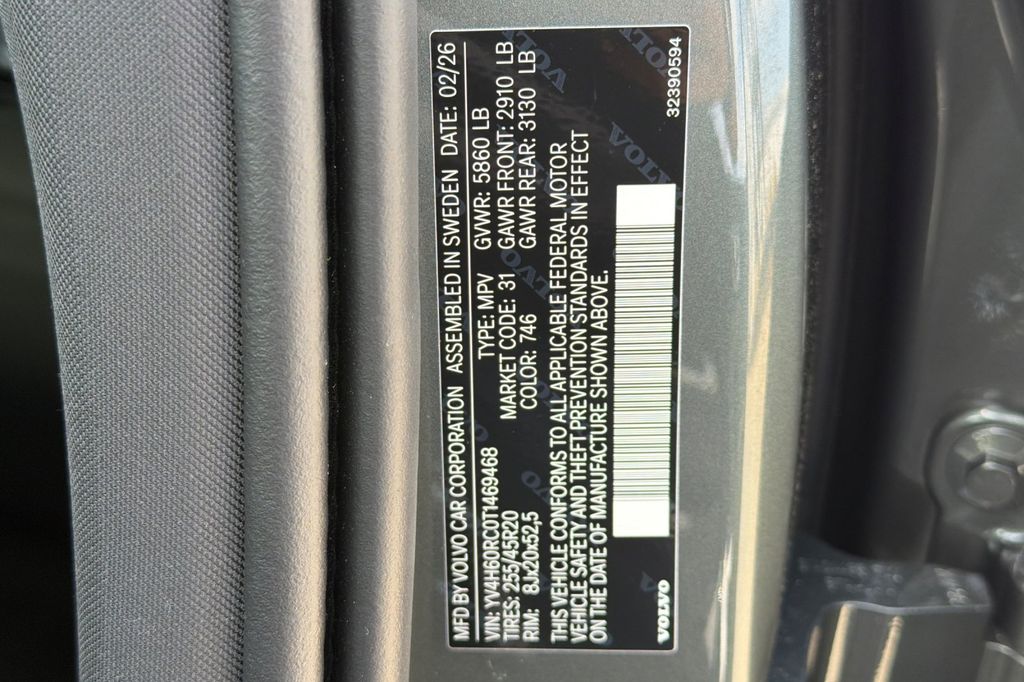 MFD BY VOLVO CAR CORPORATION ASSEMBLED IN SWEDEN DATE: 02/26
VIN: YV4H60RC0T1469468 TYPE: MPV GVWR: 5860 LB
TIRES: 255/45R20 MARKET CODE: 31 GAWR FRONT: 2910 LB
RIM: 8Jx20x52,5 COLOR: 746 GAWR REAR: 3130 LB
THIS VEHICLE CONFORMS TO ALL APPLICABLE FEDERAL MOTOR
VEHICLE SAFETY AND THEFT PREVENTION STANDARDS IN EFFECT
ON THE DATE OF MANUFACTURE SHOWN ABOVE.
VOLVO 32390594